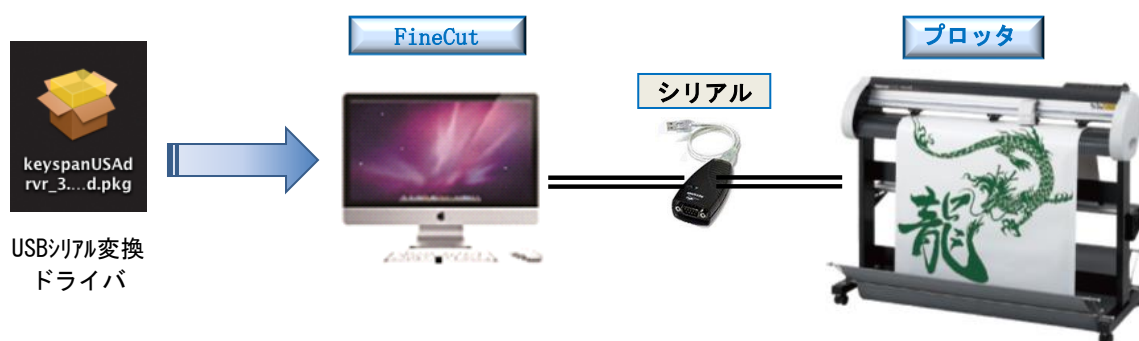 FineCut
プロッタ
シリアル
keyspanUSAd
rvr_3....d.pkg
USBｼﾘｱﾙ変換
ドライバ
龍